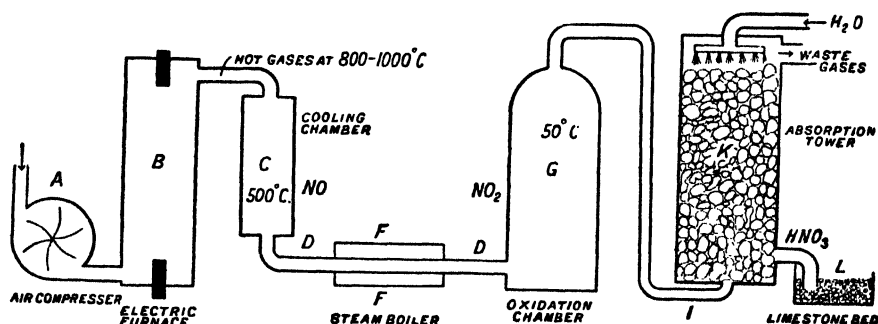 H₂O
WASTE
GASES
HOT GASES AT 800-1000°C
COOLING
CHAMBER
ABSORPTION
TOWER
A
B
C
500°C.
NO
NO₂
50°C
G
K
D
F
D
F
HNO₃
L
I
AIR COMPRESSER
ELECTRIC
FURNACE
STEAM BOILER
OXIDATION
CHAMBER
LIMESTONE BED